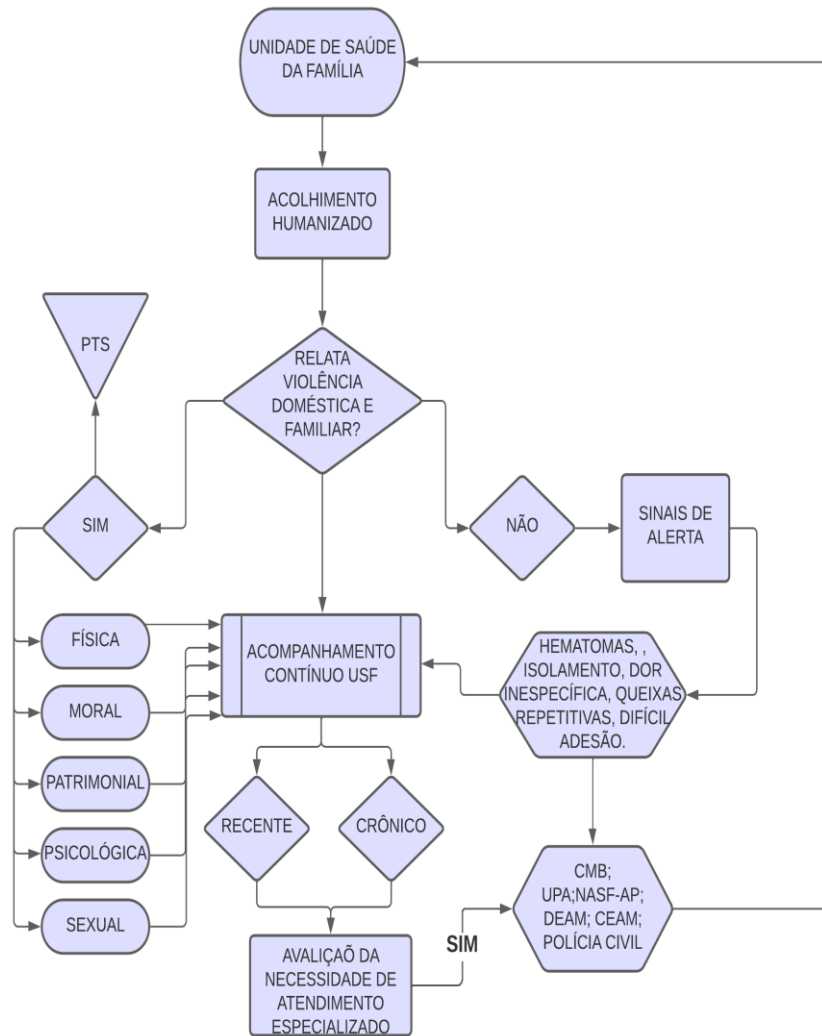 UNIDADE DE SAÚDE
DA FAMÍLIA
ACOLHIMENTO
HUMANIZADO
RELATA
VIOLÊNCIA
DOMÉSTICA E
FAMILIAR?
PTS
SIM
NÃO
SINAIS DE
ALERTA
FÍSICA
MORAL
PATRIMONIAL
PSICOLÓGICA
SEXUAL
ACOMPANHAMENTO
CONTÍNUO USF
HEMATOMAS, ,
ISOLAMENTO, DOR
INESPECÍFICA, QUEIXAS
REPETITIVAS, DIFÍCIL
ADESÃO.
RECENTE
CRÔNICO
AVALIÇAÕ DA
NECESSIDADE DE
ATENDIMENTO
ESPECIALIZADO
SIM
CMB;
UPA;NASF-AP;
DEAM; CEAM;
POLÍCIA CIVIL